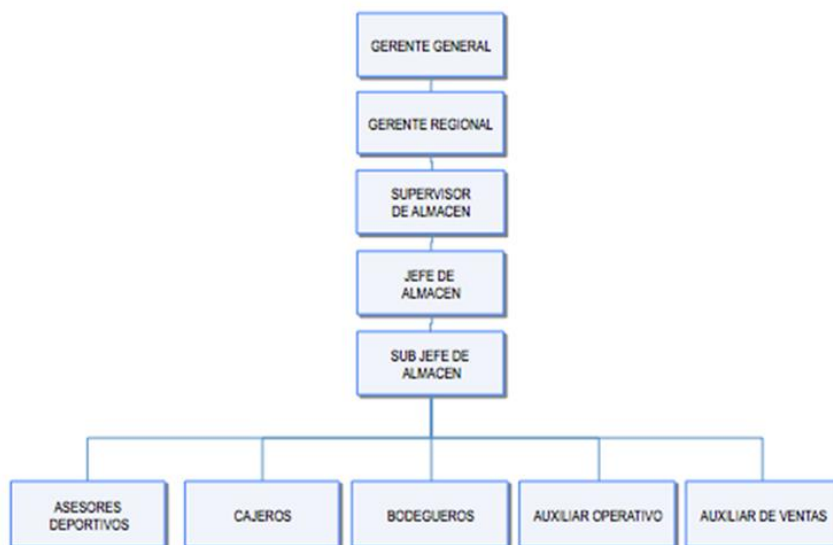 GERENTE GENERAL
GERENTE REGIONAL
SUPERVISOR
DE ALMACEN
JEFE DE
ALMACEN
SUB JEFE DE
ALMACEN
ASESORES
DEPORTIVOS
CAJEROS
BODEGUEROS
AUXILIAR OPERATIVO
AUXILIAR DE VENTAS